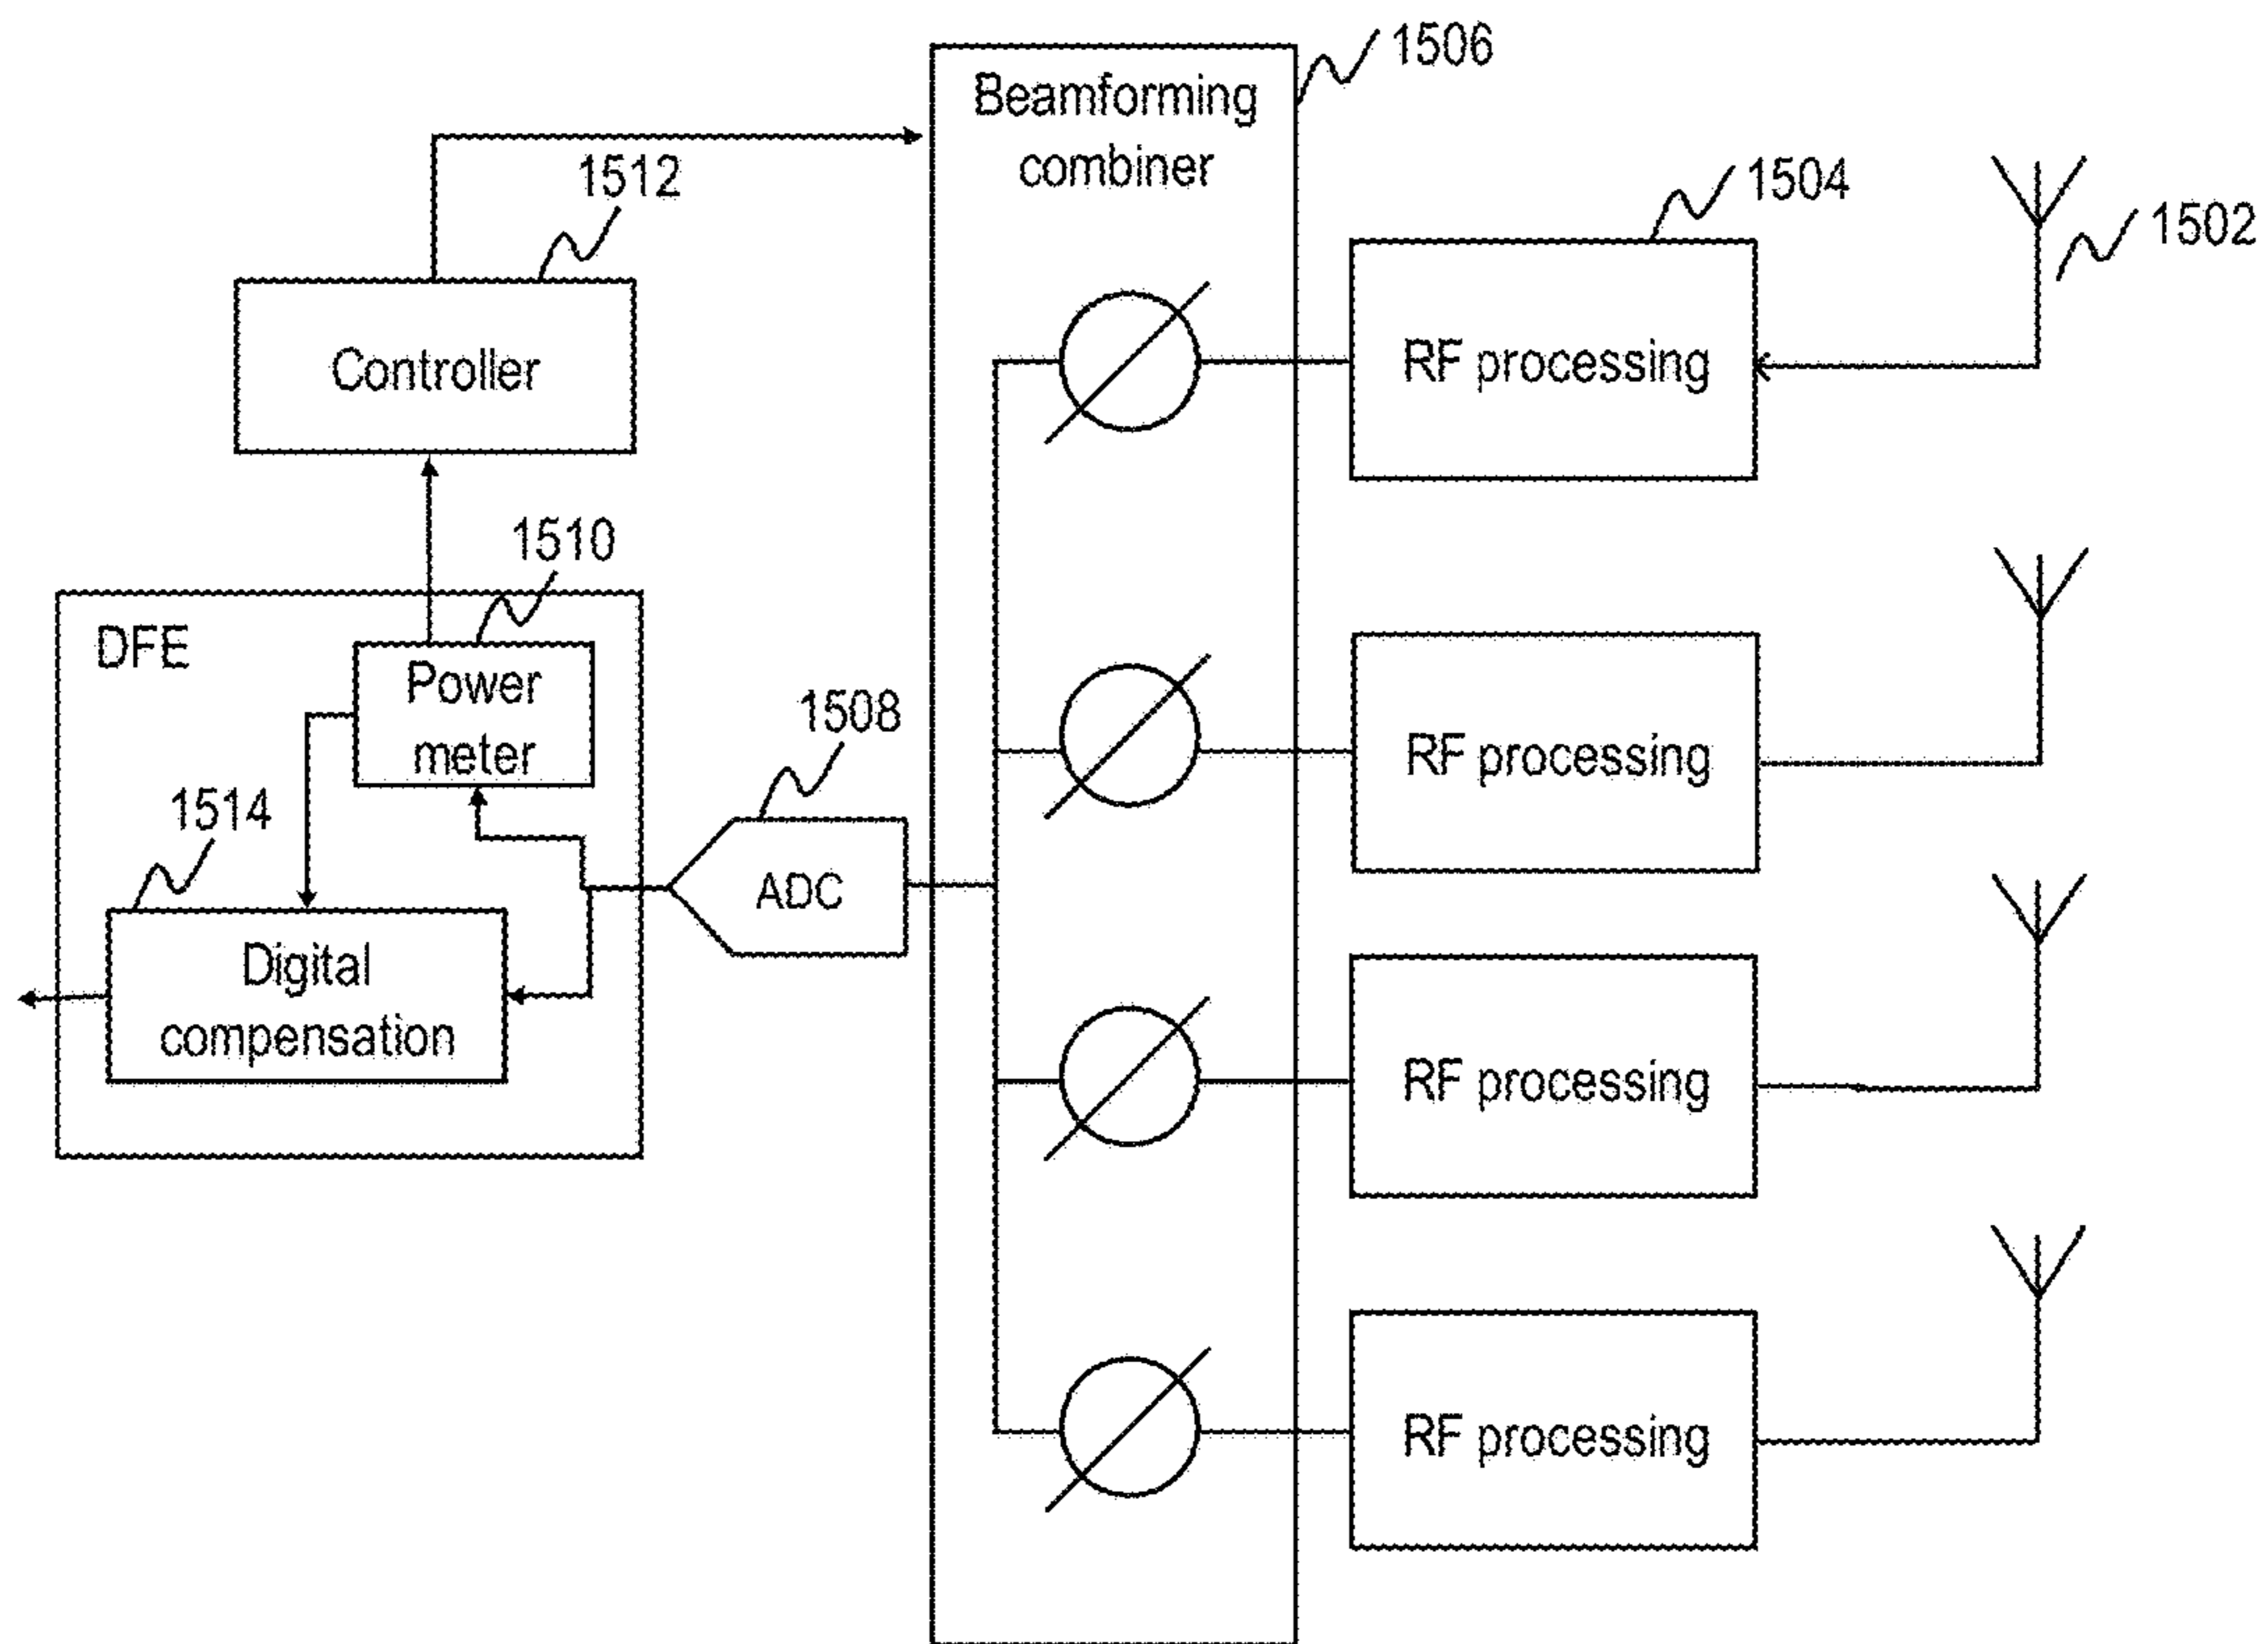 1506
Beamforming
combiner
1512
1504
1502
Controller
RF processing
1510
DFE
Power
meter
1508
RF processing
1514
ADC
Digital
compensation
RF processing
RF processing